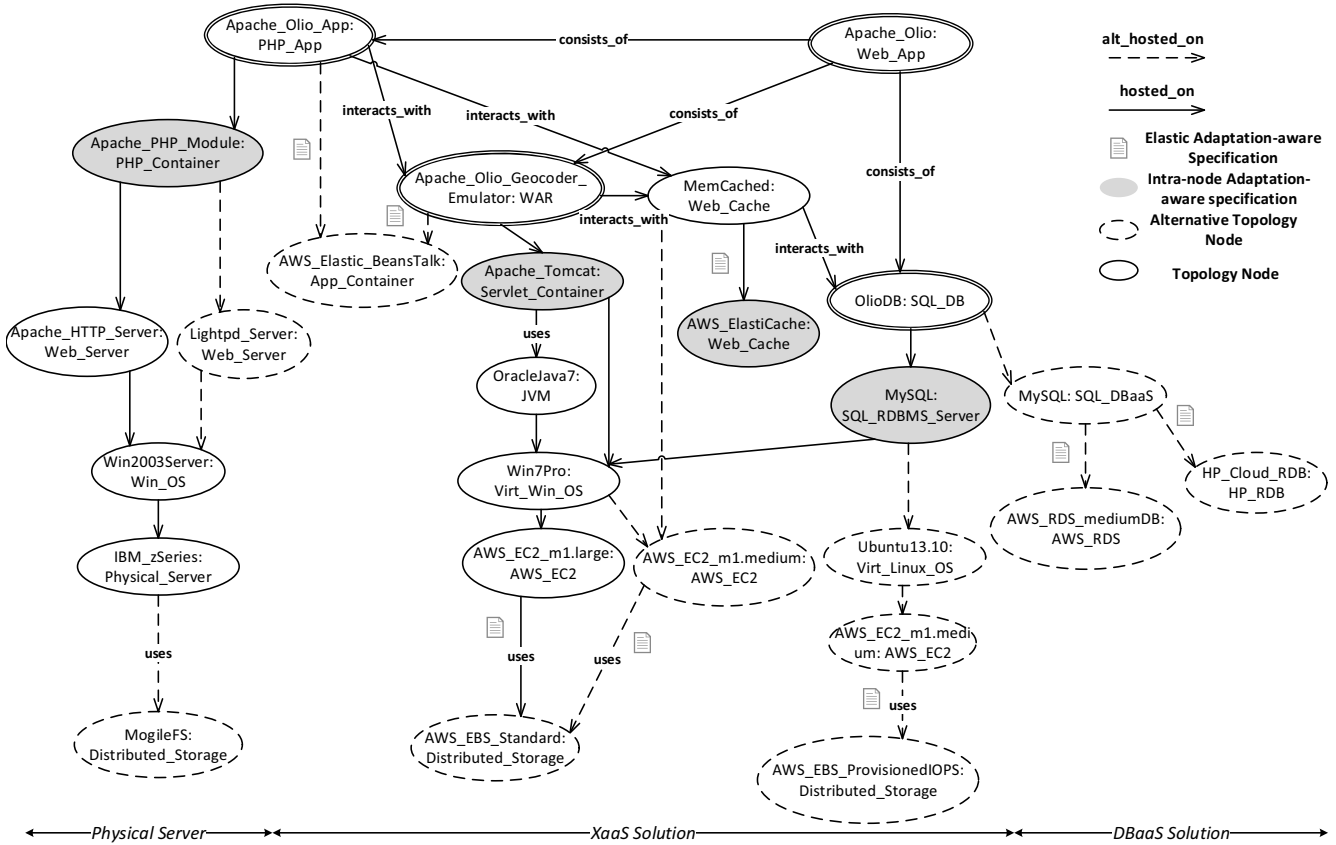 Apache_Olio_App:
PHP_App
consists_of
Apache_Olio:
Web_App
alt_hosted_on
hosted_on
interacts_with
interacts_with
consists_of
Apache_PHP_Module:
PHP_Container
Elastic Adaptation-aware
Specification
Intra-node Adaptation-
aware specification
Alternative Topology
Node
Topology Node
Apache_Olio_Geocoder_
Emulator: WAR
MemCached:
Web_Cache
consists_of
interacts_with
interacts_with
AWS_Elastic_BeansTalk:
App_Container
Apache_Tomcat:
Servlet_Container
OlioDB: SQL_DB
Apache_HTTP_Server:
Web_Server
Lightpd_Server:
Web_Server
uses
AWS_ElastiCache:
Web_Cache
OracleJava7:
JVM
MySQL:
SQL_RDBMS_Server
MySQL: SQL_DBaaS
Win2003Server:
Win_OS
Win7Pro:
Virt_Win_OS
HP_Cloud_RDB:
HP_RDB
AWS_RDS_mediumDB:
AWS_RDS
IBM_zSeries:
Physical_Server
AWS_EC2_m1.large:
AWS_EC2
AWS_EC2_m1.medium:
AWS_EC2
Ubuntu13.10:
Virt_Linux_OS
AWS_EC2_m1.medi
um: AWS_EC2
uses
uses
uses
uses
MogileFS:
Distributed_Storage
AWS_EBS_Standard:
Distributed_Storage
AWS_EBS_ProvisionedIOPS:
Distributed_Storage
Physical Server
XaaS Solution
DBaaS Solution